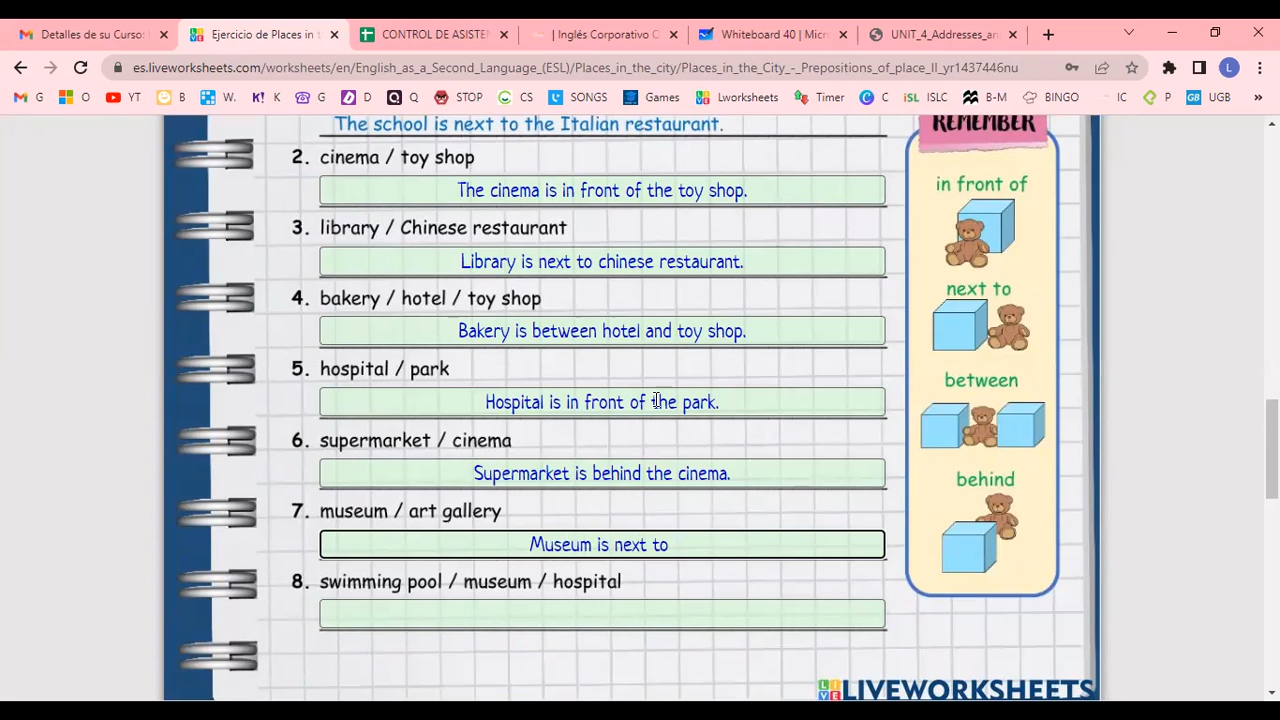 Detalles de su Curso:
Ejercicio de Places in t
CONTROL DE ASISTEN
| Inglés Corporativo G
Whiteboard 40 | Micr
UNIT_4_Addresses_an
es.liveworksheets.com/worksheets/en/English_as_a_Second_Language_(ESL)/Places_in_the_city/Places_in_the_City_-_Prepositions_of_place_II_yr1437446nu
L
G
O
YT
B
W.
K
G
D
Q
STOP
CS
SONGS
Games
Lworksheets
Timer
C
iSL ISLC
B-M
BINGO
IC
P
GB UGB
»
The school is next to the Italian restaurant.
2. cinema / toy shop
The cinema is in front of the toy shop.
3. library / Chinese restaurant
Library is next to chinese restaurant.
4. bakery / hotel / toy shop
Bakery is between hotel and toy shop.
5. hospital / park
Hospital is in front of the park.
6. supermarket / cinema
Supermarket is behind the cinema.
7. museum / art gallery
Museum is next to
8. swimming pool / museum / hospital
REMEMBER
in front of
next to
between
behind
LIVE
LIVEWORKSHEETS